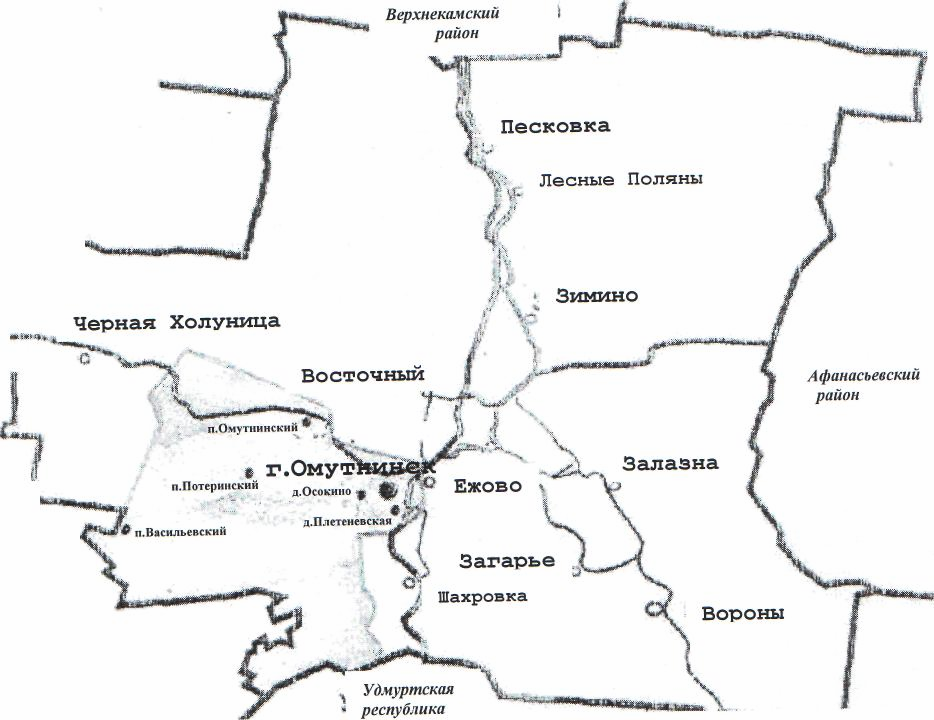 Верхнекамский
район
Песковка
Лесные Поляны
Зимино
Черная Холуница
Восточный
Афанасьевский
район
п.Омутнинский
г.Омутнинск
Залазна
п.Потеринский
д.Осокино
Ежово
д.Плетеневская
п.Васильевский
Загарье
Шахровка
Вороны
Удмуртская
республика